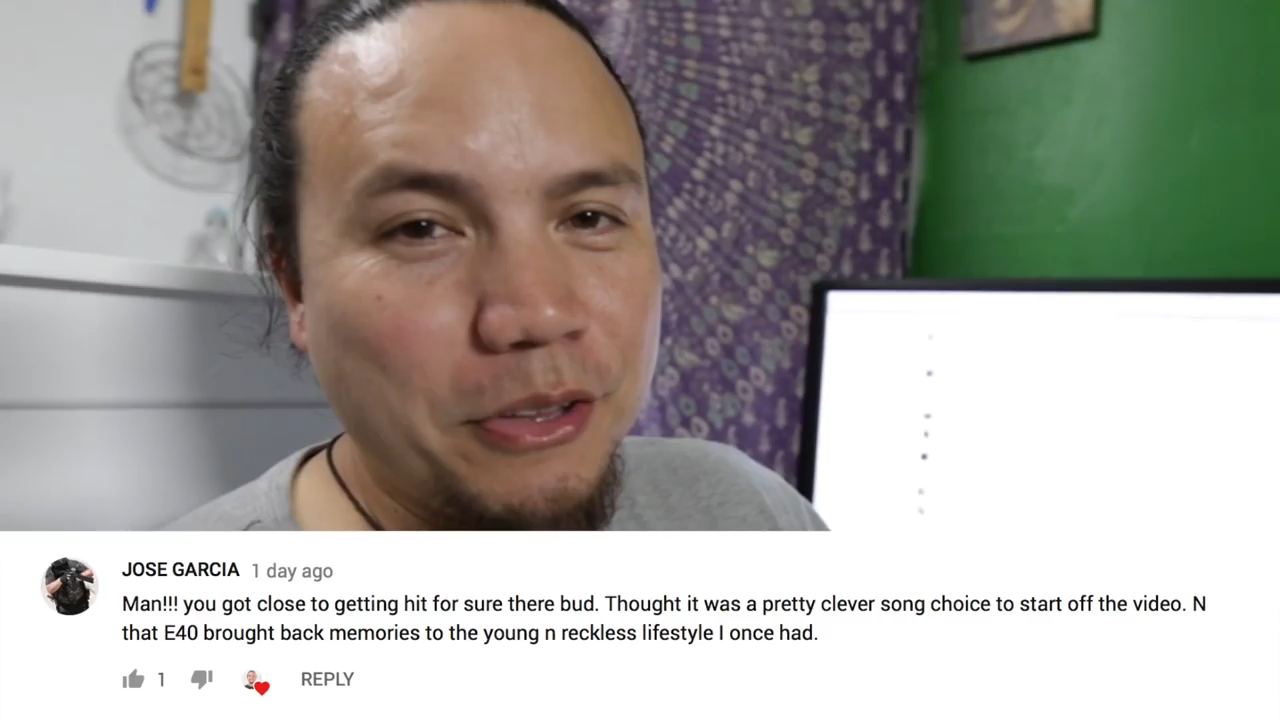 JOSE GARCIA 1 day ago
Man!!! you got close to getting hit for sure there bud. Thought it was a pretty clever song choice to start off the video. N
that E40 brought back memories to the young n reckless lifestyle I once had.
1 REPLY